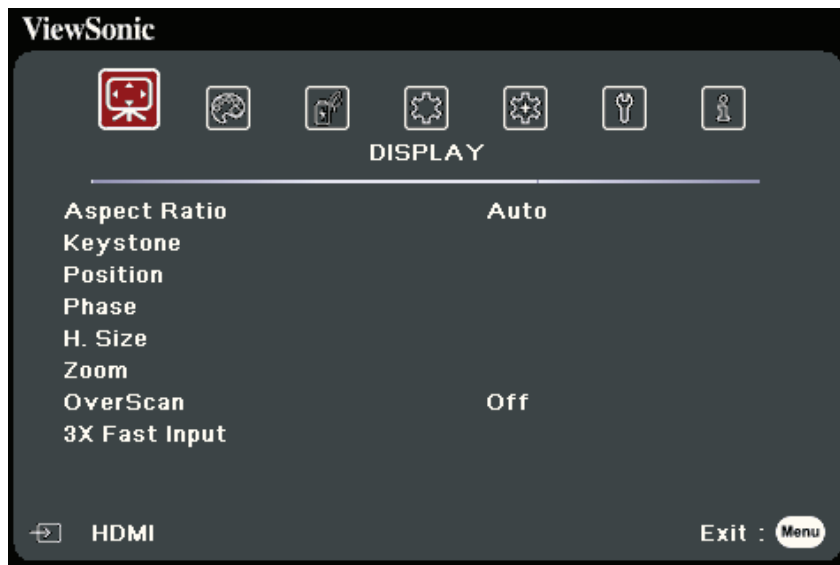 ViewSonic
DISPLAY
Aspect Ratio Auto
Keystone
Position
Phase
H. Size
Zoom
OverScan Off
3X Fast Input
HDMI Exit : Menu